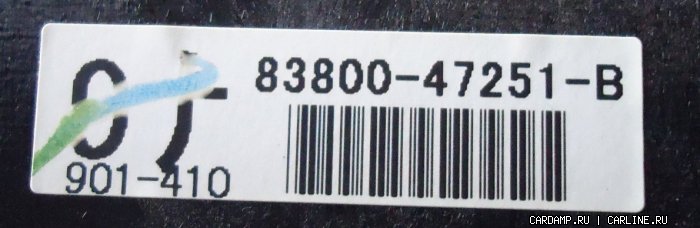 83800-47251-B
901-410
CARDAMP.RU | CARLINE.RU